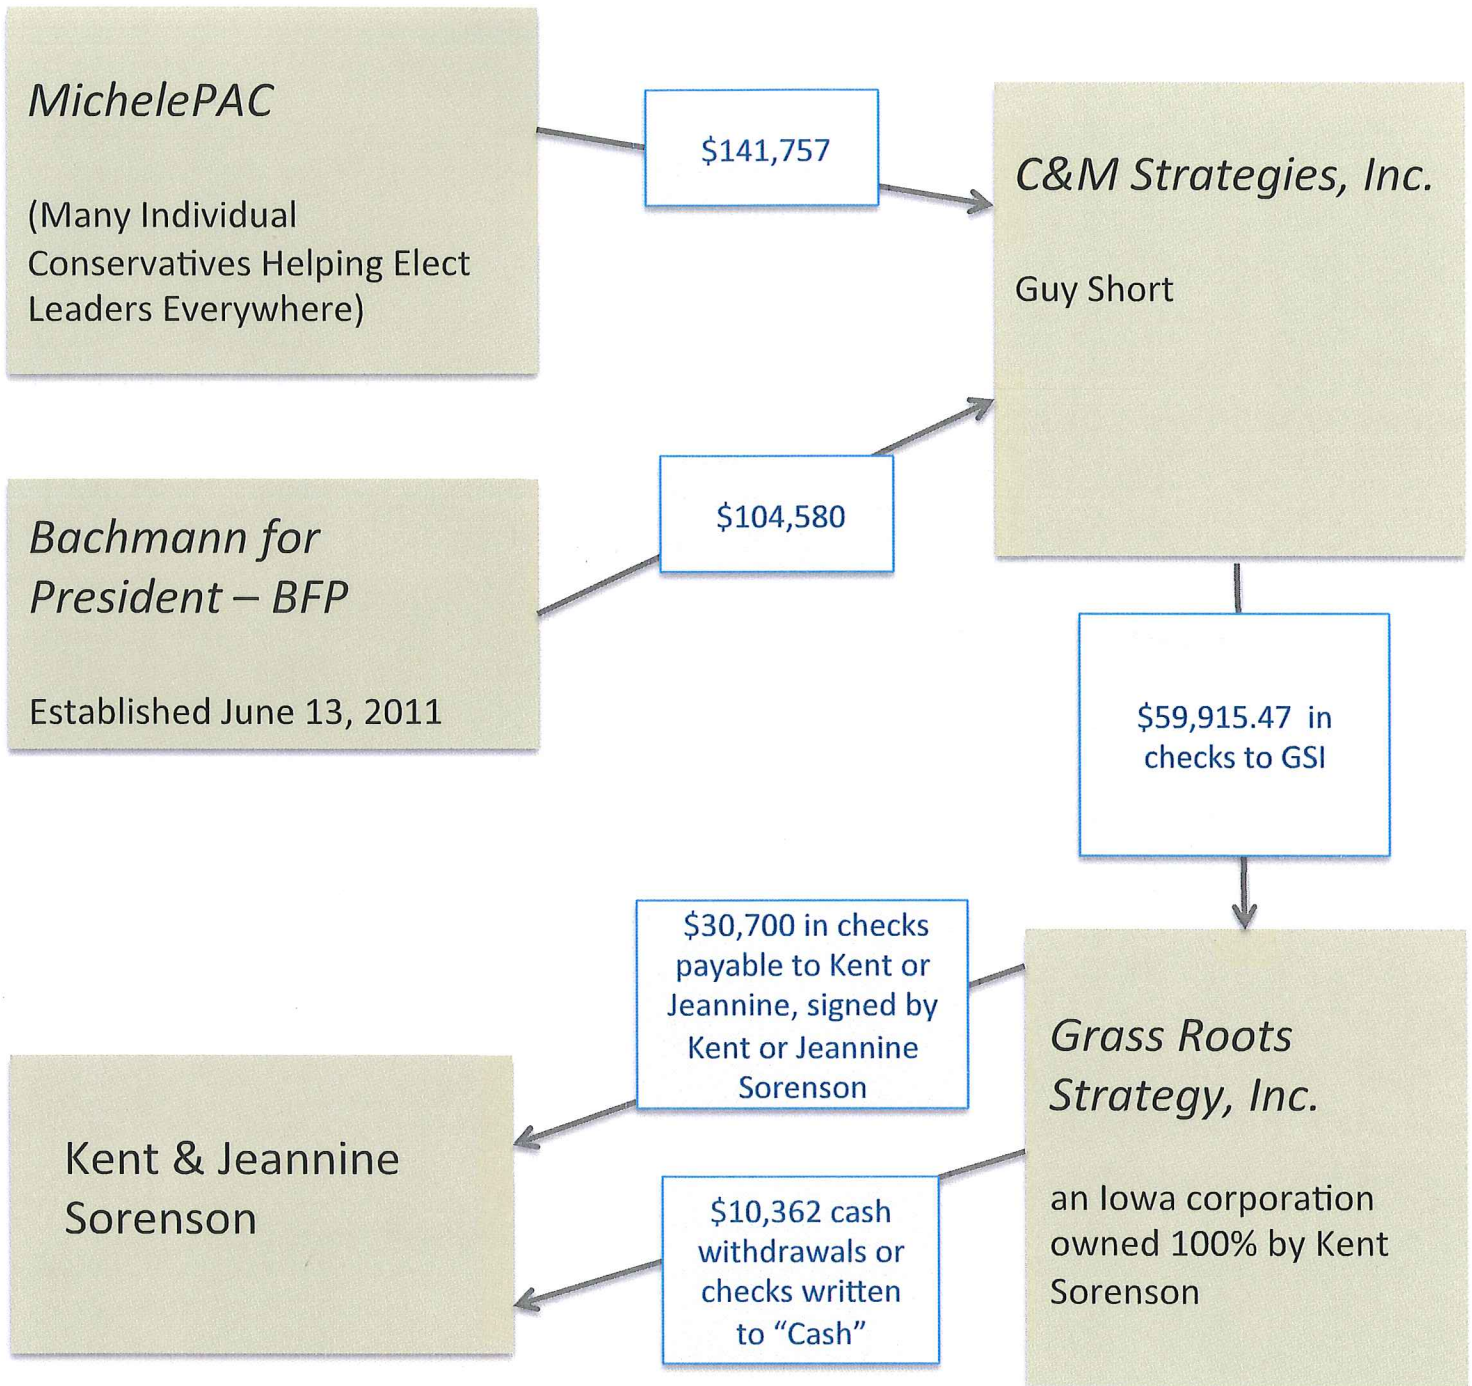 MichelePAC
(Many Individual
Conservatives Helping Elect
Leaders Everywhere)
$141,757
C&M Strategies, Inc.
Guy Short
Bachmann for
President – BFP
Established June 13, 2011
$104,580
$59,915.47 in
checks to GSI
$30,700 in checks
payable to Kent or
Jeannine, signed by
Kent or Jeannine
Sorenson
Grass Roots
Strategy, Inc.
an Iowa corporation
owned 100% by Kent
Sorenson
Kent & Jeannine
Sorenson
$10,362 cash
withdrawals or
checks written
to “Cash”